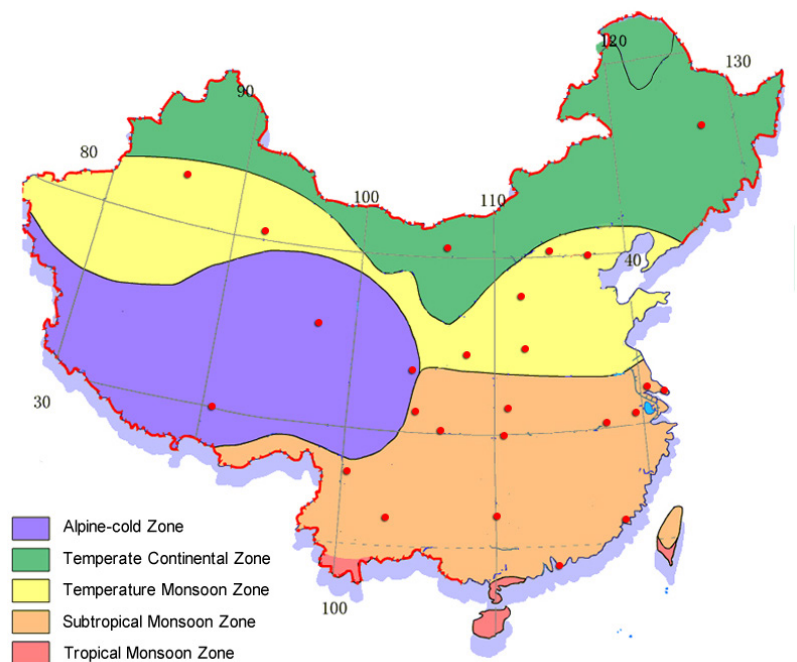 120
130
90
80
100
110
40
30
100
Alpine-cold Zone
Temperate Continental Zone
Temperature Monsoon Zone
Subtropical Monsoon Zone
Tropical Monsoon Zone